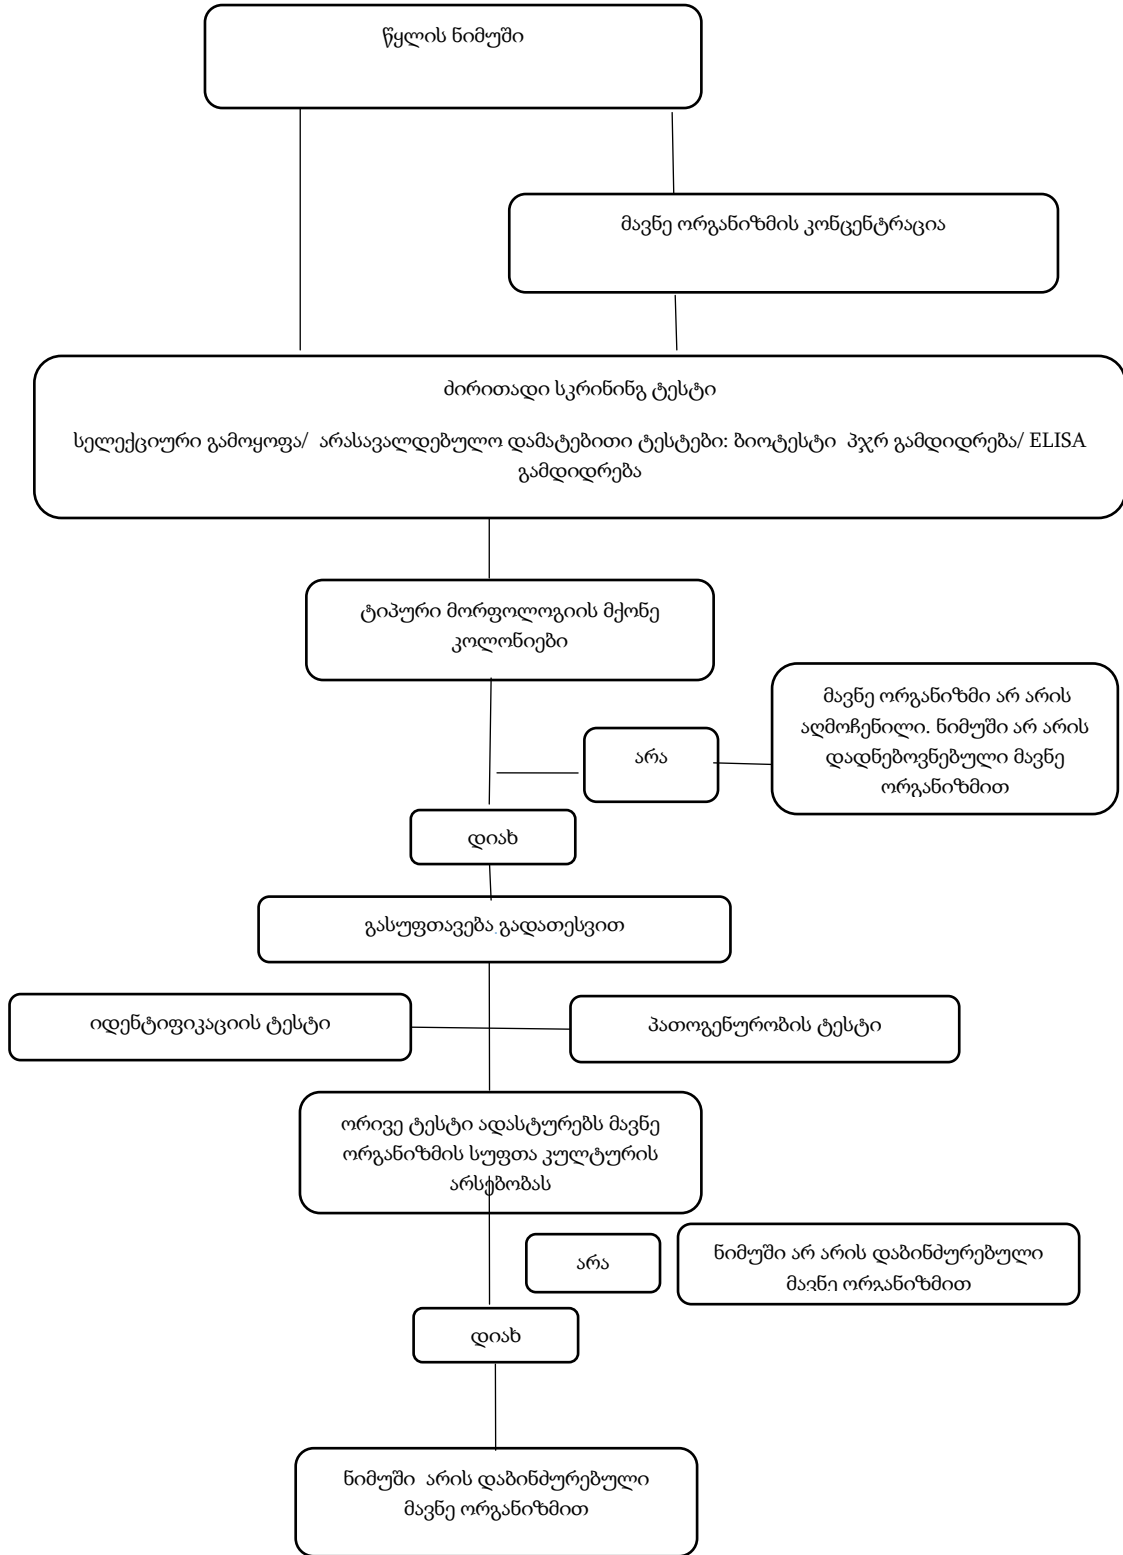 წყლის ნიმუში
მავნე ორგანიზმის კონცენტრაცია
ძირითადი სკრინინგ ტესტი
სელექციური გამოყოფა/ არასავალდებულო დამატებითი ტესტები: ბიოტესტი პჯრ გამდიდრება/ ELISA
გამდიდრება
ტიპური მორფოლოგიის მქონე
კოლონიები
მავნე ორგანიზმი არ არის
აღმოჩენილი. ნიმუში არ არის
დადნებოვნებული მავნე
ორგანიზმით
არა
დიახ
გასუფთავება გადათესვით
იდენტიფიკაციის ტესტი
პათოგენურობის ტესტი
ორივე ტესტი ადასტურებს მავნე
ორგანიზმის სუფთა კულტურის
არსებობას
არა
ნიმუში არ არის დაბინძურებული
მავნე ორგანიზმით
დიახ
ნიმუში არის დაბინძურებული
მავნე ორგანიზმით